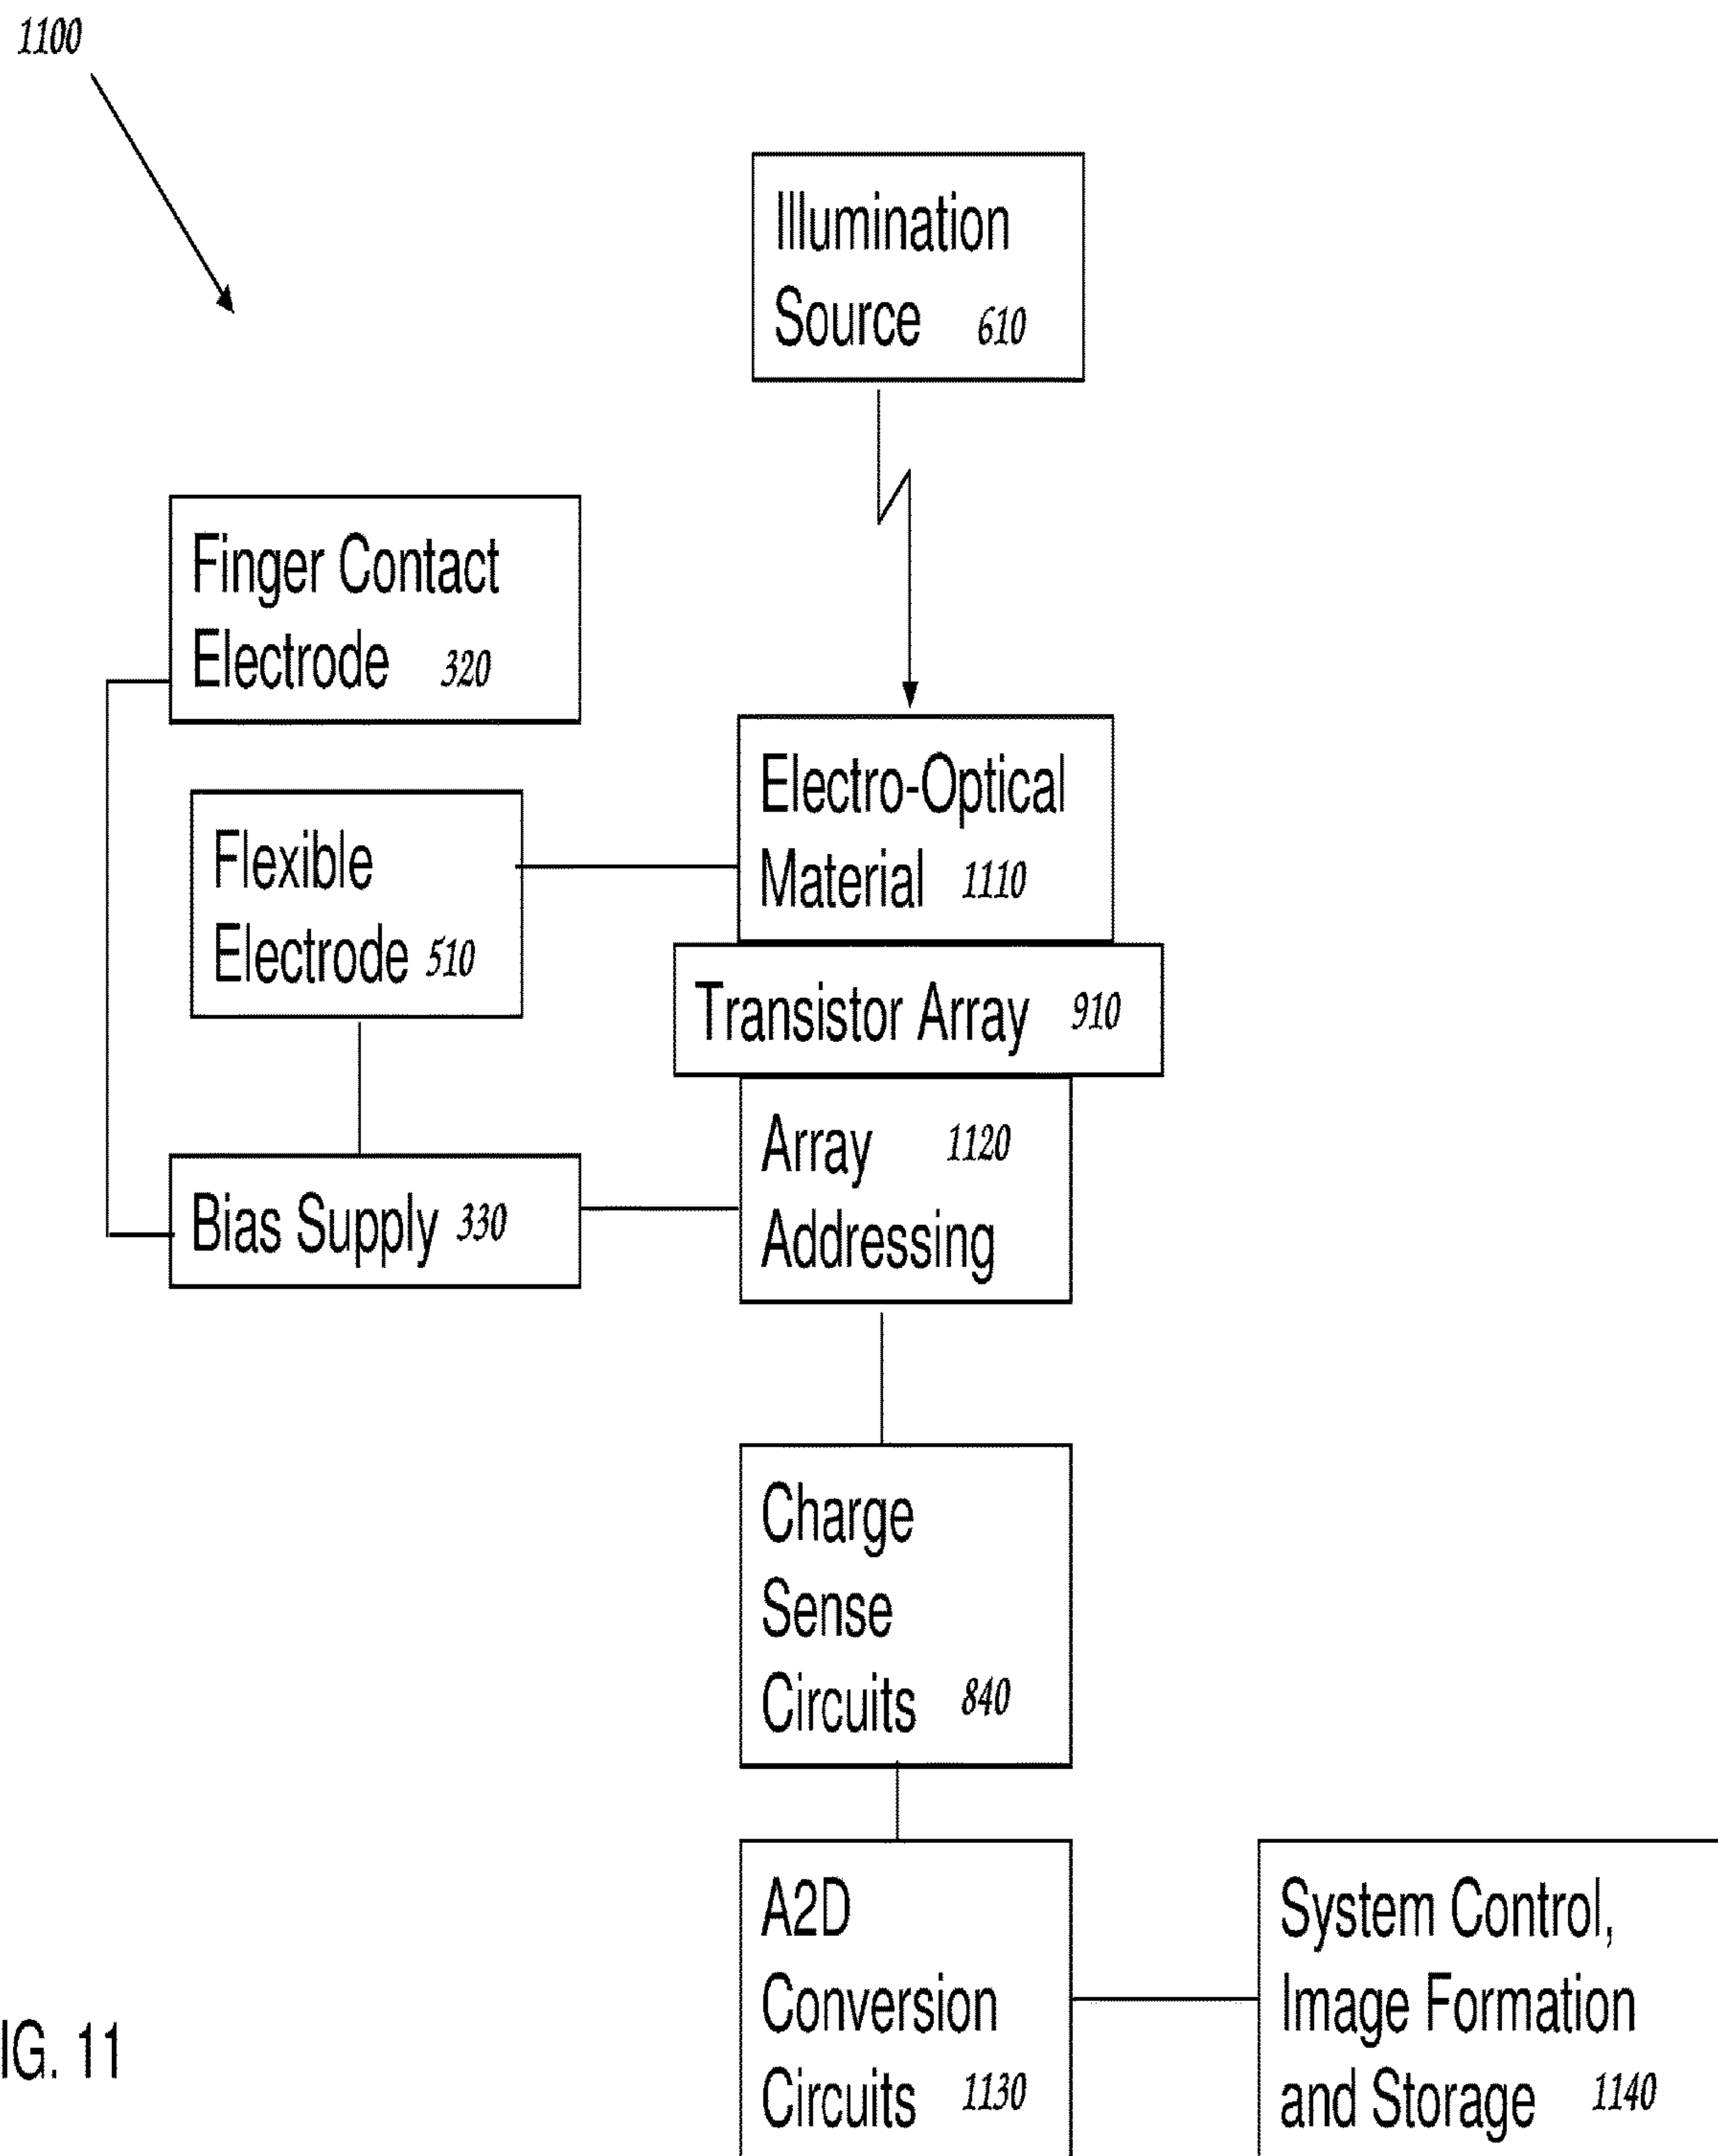 1100
Illumination
Source 610
Finger Contact
Electrode 320
Electro-Optical
Material 1110
Flexible
Electrode 510
Transistor Array 910
Array 1120
Addressing
Bias Supply 330
Charge
Sense
Circuits 840
A2D
Conversion
Circuits 1130
System Control,
Image Formation
and Storage 1140
IG. 11